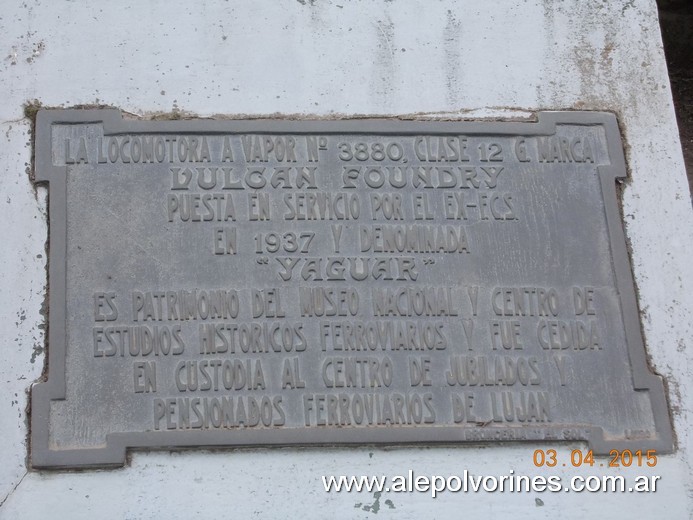 LA LOCOMOTORA A VAPOR Nº 3880, CLASE 12 G, MARCA
VULCAN FOUNDRY
PUESTA EN SERVICIO POR EL EX-FCS.
EN 1937 Y DENOMINADA
"YAGUAR"
ES PATRIMONIO DEL MUSEO NACIONAL Y CENTRO DE
ESTUDIOS HISTORICOS FERROVIARIOS Y FUE CEDIDA
EN CUSTODIA AL CENTRO DE JUBILADOS Y
PENSIONADOS FERROVIARIOS DE LUJAN
03.04.2015
www.alepolvorines.com.ar